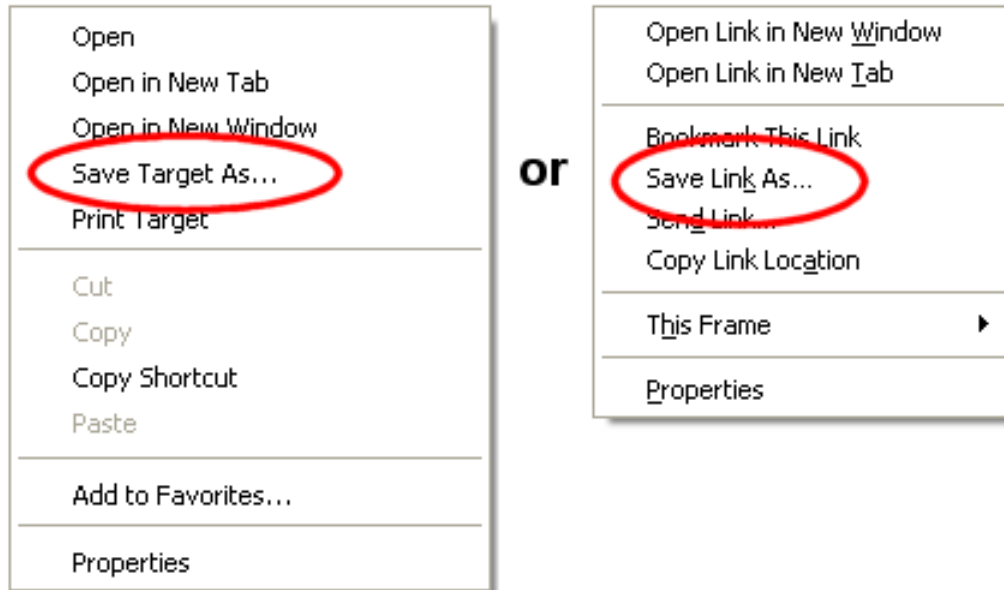 Open
Open in New Tab
Open in New Window
Save Target As...
Print Target
Cut
Copy
Copy Shortcut
Paste
Add to Favorites...
Properties
or
Open Link in New Window
Open Link in New Tab
Bookmark This Link
Save Link As...
Send Link...
Copy Link Location
This Frame
Properties